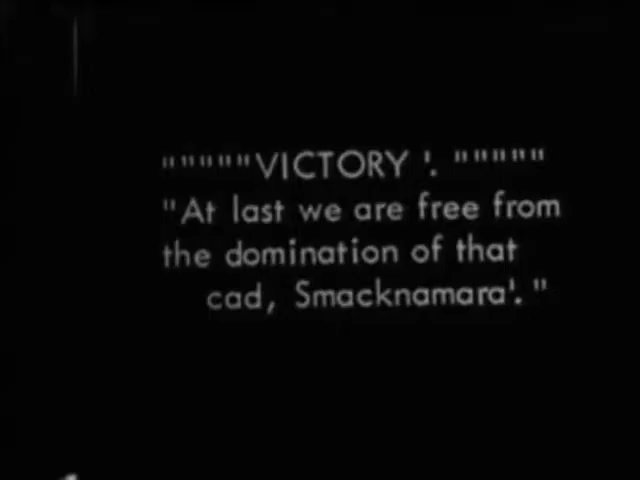 """""VICTORY '. """""
"At last we are free from
the domination of that
cad, Smacknamara'. "